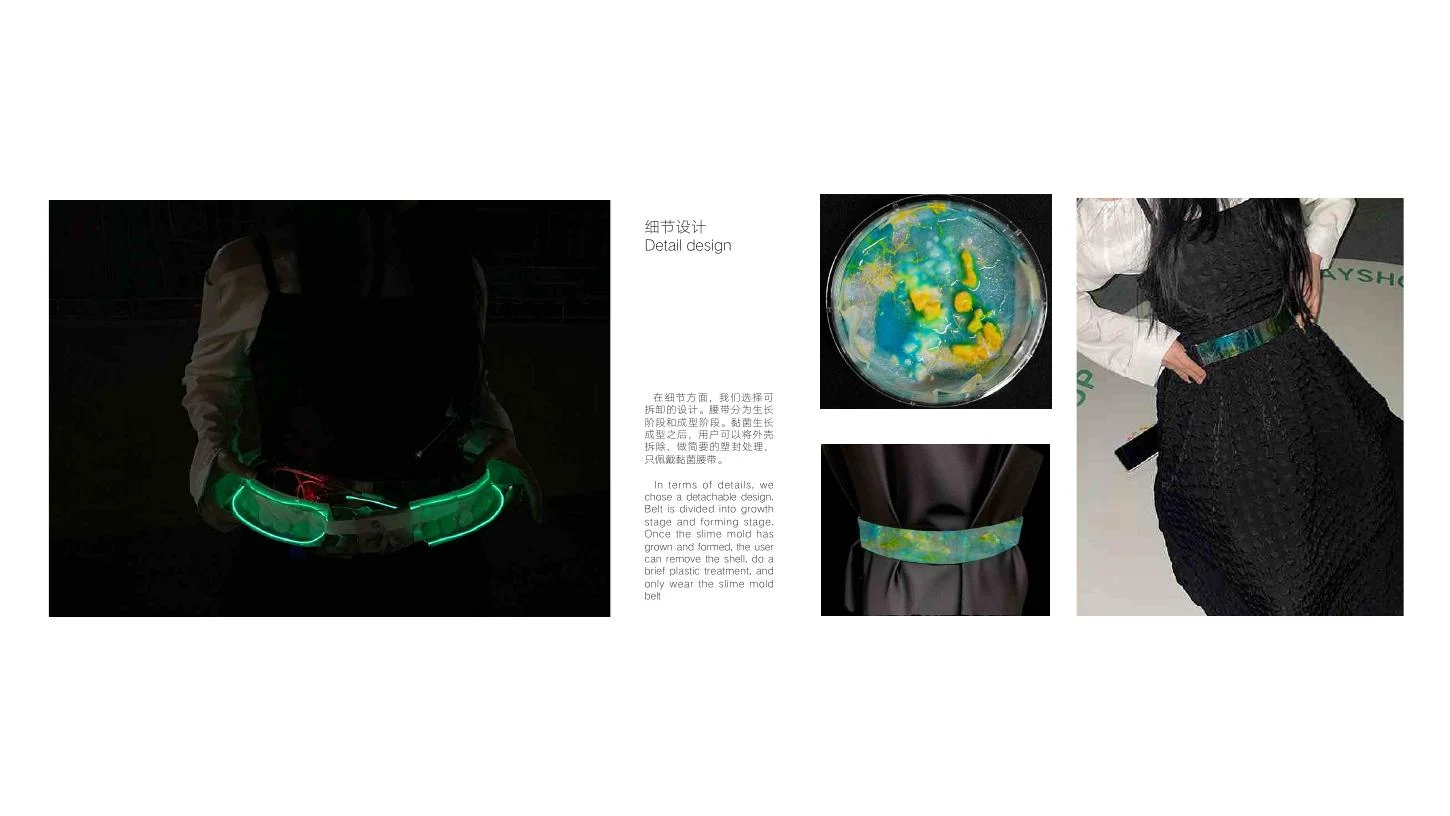 细节设计
Detail design
在细节方面，我们选择可
拆卸的设计。腰带分为生长
阶段和成型阶段。黏菌生长
成型之后，用户可以将外壳
拆除，做简要的塑封处理，
只佩戴黏菌腰带。
In terms of details, we
chose a detachable design.
Belt is divided into growth
stage and forming stage.
Once the slime mold has
grown and formed, the user
can remove the shell, do a
brief plastic treatment, and
only wear the slime mold
belt
AYSHO
OP